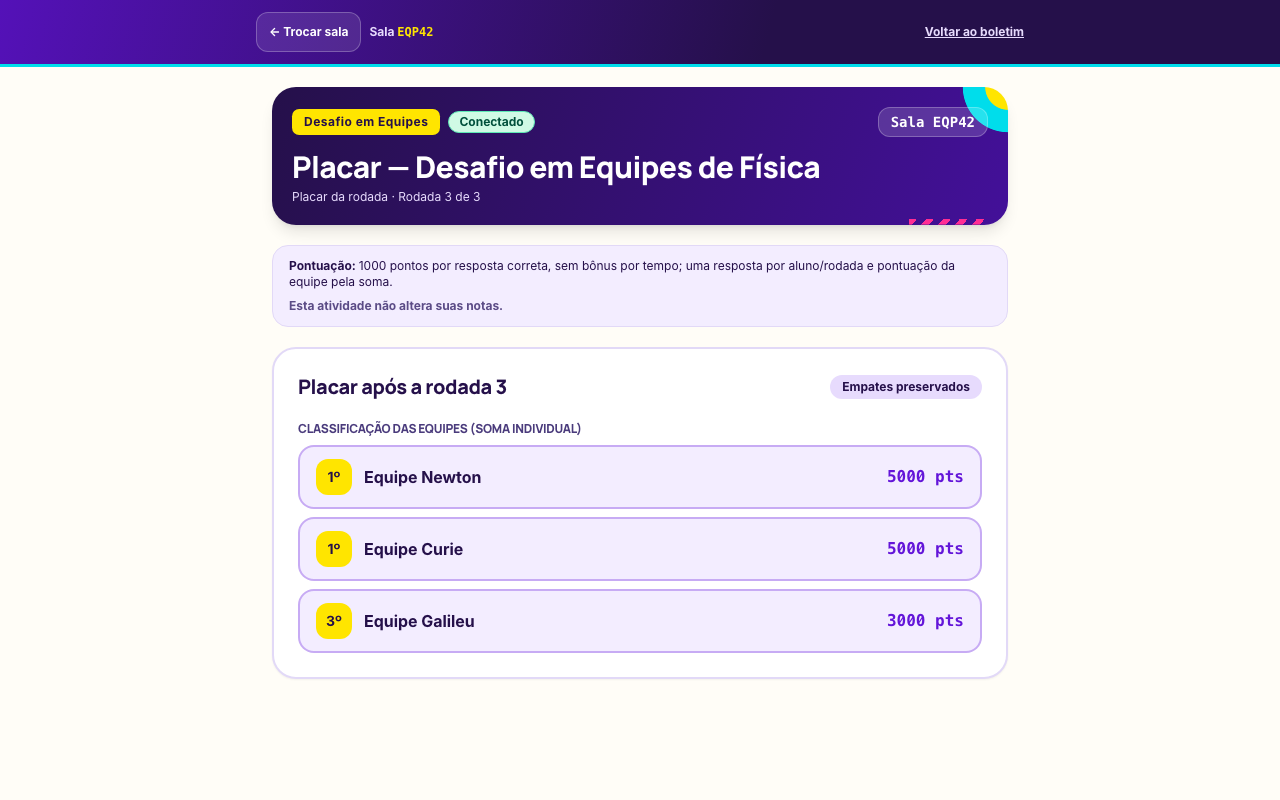 ← Trocar sala
Sala EQP42
Voltar ao boletim
Desafio em Equipes
Conectado
Sala EQP42
Placar — Desafio em Equipes de Física
Placar da rodada · Rodada 3 de 3
Pontuação: 1000 pontos por resposta correta, sem bônus por tempo; uma resposta por aluno/rodada e pontuação da
equipe pela soma.
Esta atividade não altera suas notas.
Placar após a rodada 3
Empates preservados
CLASSIFICAÇÃO DAS EQUIPES (SOMA INDIVIDUAL)
1º Equipe Newton 5000 pts
1º Equipe Curie 5000 pts
3º Equipe Galileu 3000 pts